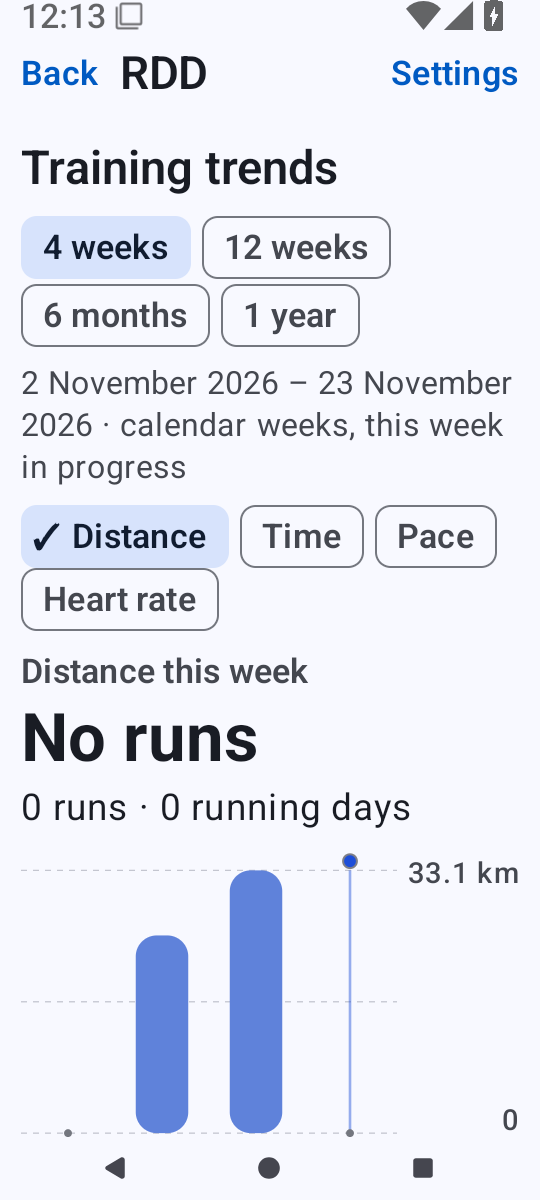 12:13
Back RDD Settings
Training trends
4 weeks 12 weeks
6 months 1 year
2 November 2026 – 23 November
2026 · calendar weeks, this week
in progress
✓ Distance Time Pace
Heart rate
Distance this week
No runs
0 runs · 0 running days
33.1 km
0